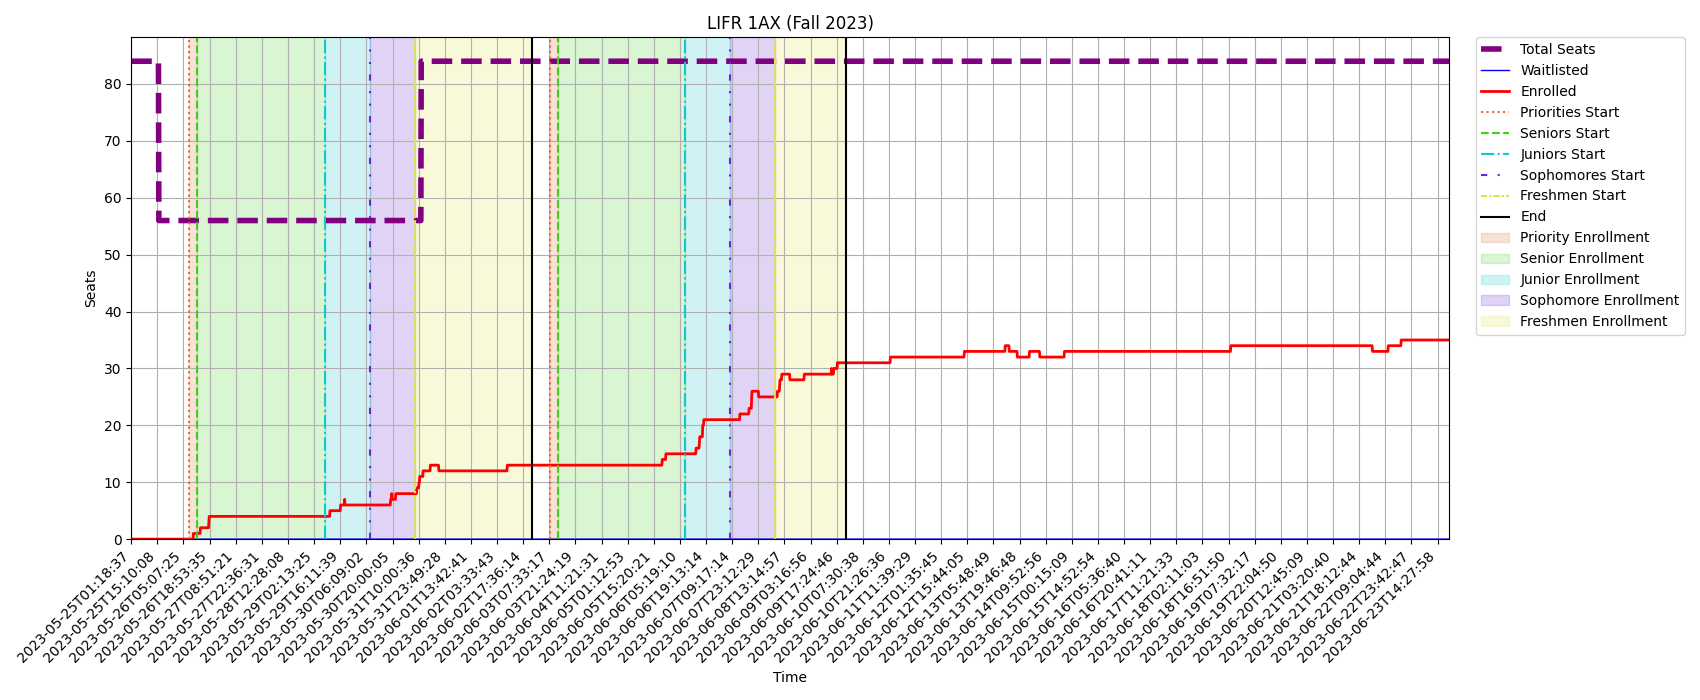 LIFR 1AX (Fall 2023)
Seats
80
70
60
50
40
30
20
10
0
2023-05-25T01:18:37
2023-05-25T15:10:08
2023-05-26T05:07:25
2023-05-26T18:53:35
2023-05-27T08:51:21
2023-05-27T22:36:31
2023-05-28T12:28:08
2023-05-29T02:13:25
2023-05-29T16:11:39
2023-05-30T06:09:02
2023-05-30T20:00:05
2023-05-31T10:00:36
2023-05-31T23:49:28
2023-06-01T13:42:41
2023-06-02T03:33:43
2023-06-02T17:36:14
2023-06-03T07:33:17
2023-06-03T21:24:19
2023-06-04T11:21:31
2023-06-05T01:12:53
2023-06-05T15:20:21
2023-06-06T05:19:10
2023-06-06T19:13:14
2023-06-07T09:17:14
2023-06-07T23:12:29
2023-06-08T13:14:57
2023-06-09T03:16:56
2023-06-09T17:24:46
2023-06-10T07:30:38
2023-06-10T21:26:36
2023-06-11T11:39:29
2023-06-12T01:35:45
2023-06-12T15:44:05
2023-06-13T05:48:49
2023-06-13T19:46:48
2023-06-14T09:52:56
2023-06-15T00:15:09
2023-06-15T14:52:54
2023-06-16T05:36:40
2023-06-16T20:41:11
2023-06-17T11:21:33
2023-06-18T02:11:03
2023-06-18T16:51:50
2023-06-19T07:32:17
2023-06-19T22:04:50
2023-06-20T12:45:09
2023-06-21T03:20:40
2023-06-21T18:12:44
2023-06-22T09:04:44
2023-06-22T23:42:47
2023-06-23T14:27:58
Time
Total Seats
Waitlisted
Enrolled
Priorities Start
Seniors Start
Juniors Start
Sophomores Start
Freshmen Start
End
Priority Enrollment
Senior Enrollment
Junior Enrollment
Sophomore Enrollment
Freshmen Enrollment